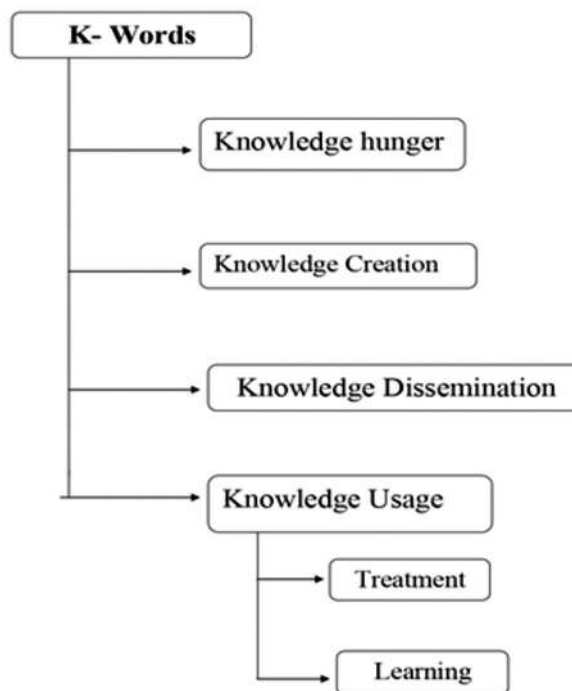 K- Words
Knowledge hunger
Knowledge Creation
Knowledge Dissemination
Knowledge Usage
Treatment
Learning